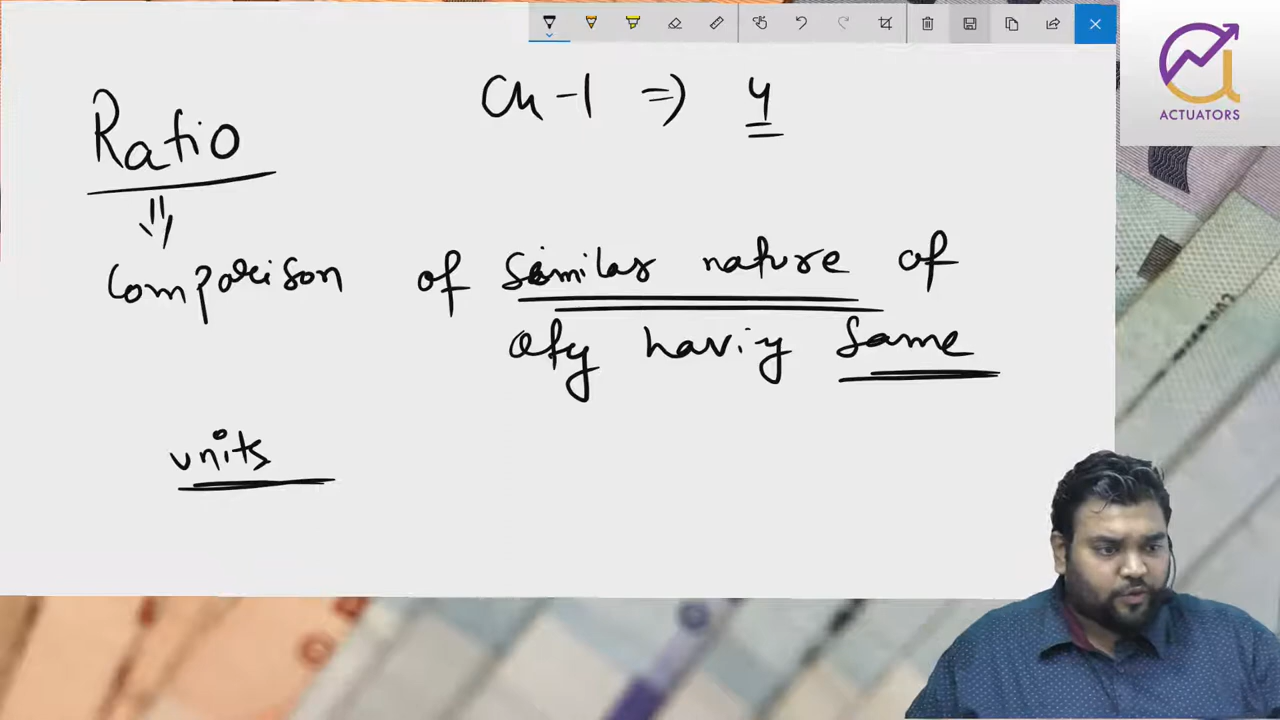 Ch-1 => 4
Ratio
Comparison of similar nature of
qty having same
units
ACTUATORS